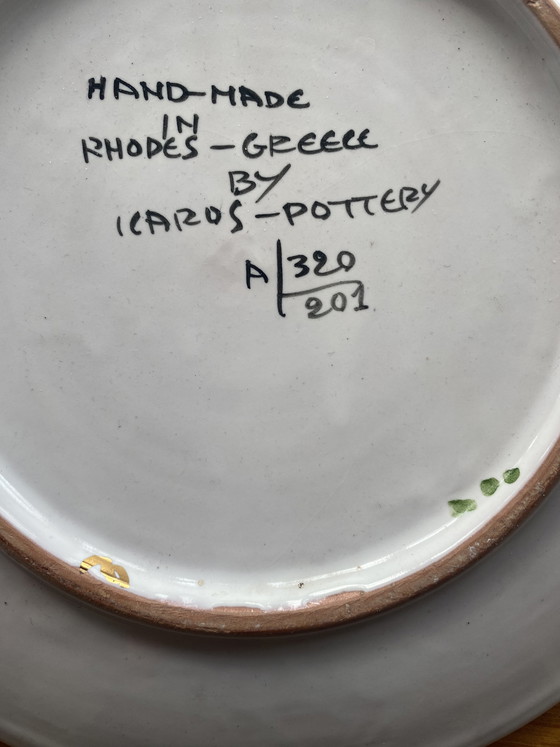 HAND-MADE
IN
RHODES-GREECE
BY
ICAROS-POTTERY
A 320
201